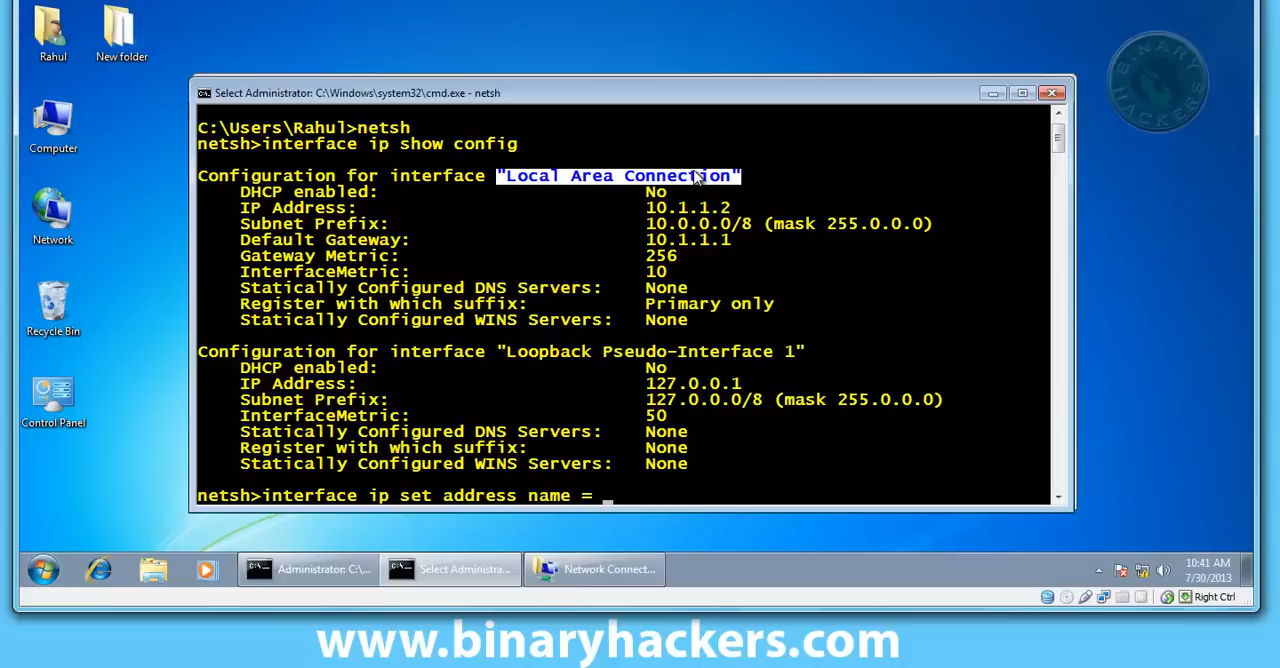 Rahul
New folder
BINARY
HACKERS
Select Administrator: C:\Windows\system32\cmd.exe - netsh
C:\Users\Rahul>netsh
netsh>interface ip show config
Configuration for interface "Local Area Connection"
DHCP enabled: No
IP Address: 10.1.1.2
Subnet Prefix: 10.0.0.0/8 (mask 255.0.0.0)
Default Gateway: 10.1.1.1
Gateway Metric: 256
InterfaceMetric: 10
Statically Configured DNS Servers: None
Register with which suffix: Primary only
Statically Configured WINS Servers: None
Configuration for interface "Loopback Pseudo-Interface 1"
DHCP enabled: No
IP Address: 127.0.0.1
Subnet Prefix: 127.0.0.0/8 (mask 255.0.0.0)
InterfaceMetric: 50
Statically Configured DNS Servers: None
Register with which suffix: None
Statically Configured WINS Servers: None
netsh>interface ip set address name = _
Computer
Network
Recycle Bin
Control Panel
Administrator: C:\...
Select Administra...
Network Connect...
10:41 AM
7/30/2013
Right Ctrl
www.binaryhackers.com